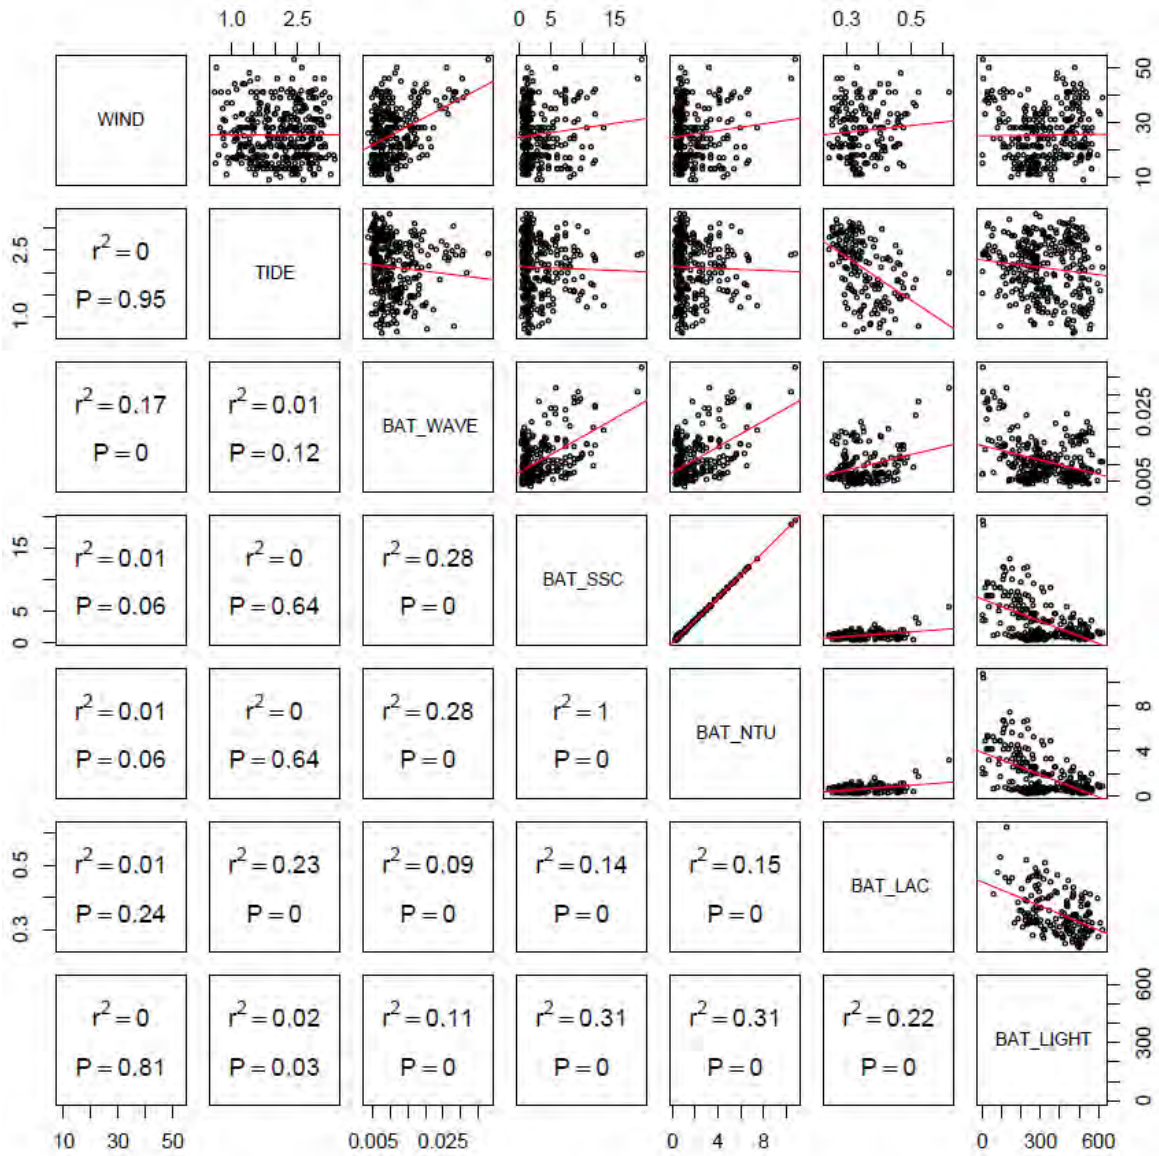 1.0 2.5 0 5 15 0.3 0.5
WIND 10 30 50
r²=0 TIDE 1.0 2.5
P=0.95
r²=0.17 r²=0.01 BAT_WAVE 0.005 0.025
P=0 P=0.12
0 5 15 r²=0.01 r²=0 r²=0.28 BAT_SSC
P=0.06 P=0.64 P=0
r²=0.01 r²=0 r²=0.28 r²=1 BAT_NTU 0 4 8
P=0.06 P=0.64 P=0 P=0
0.3 0.5 r²=0.01 r²=0.23 r²=0.09 r²=0.14 r²=0.15 BAT_LAC
P=0.24 P=0 P=0 P=0 P=0
r²=0 r²=0.02 r²=0.11 r²=0.31 r²=0.31 r²=0.22 BAT_LIGHT 0 300 600
P=0.81 P=0.03 P=0 P=0 P=0 P=0
10 30 50 0.005 0.025 0 4 8 0 300 600